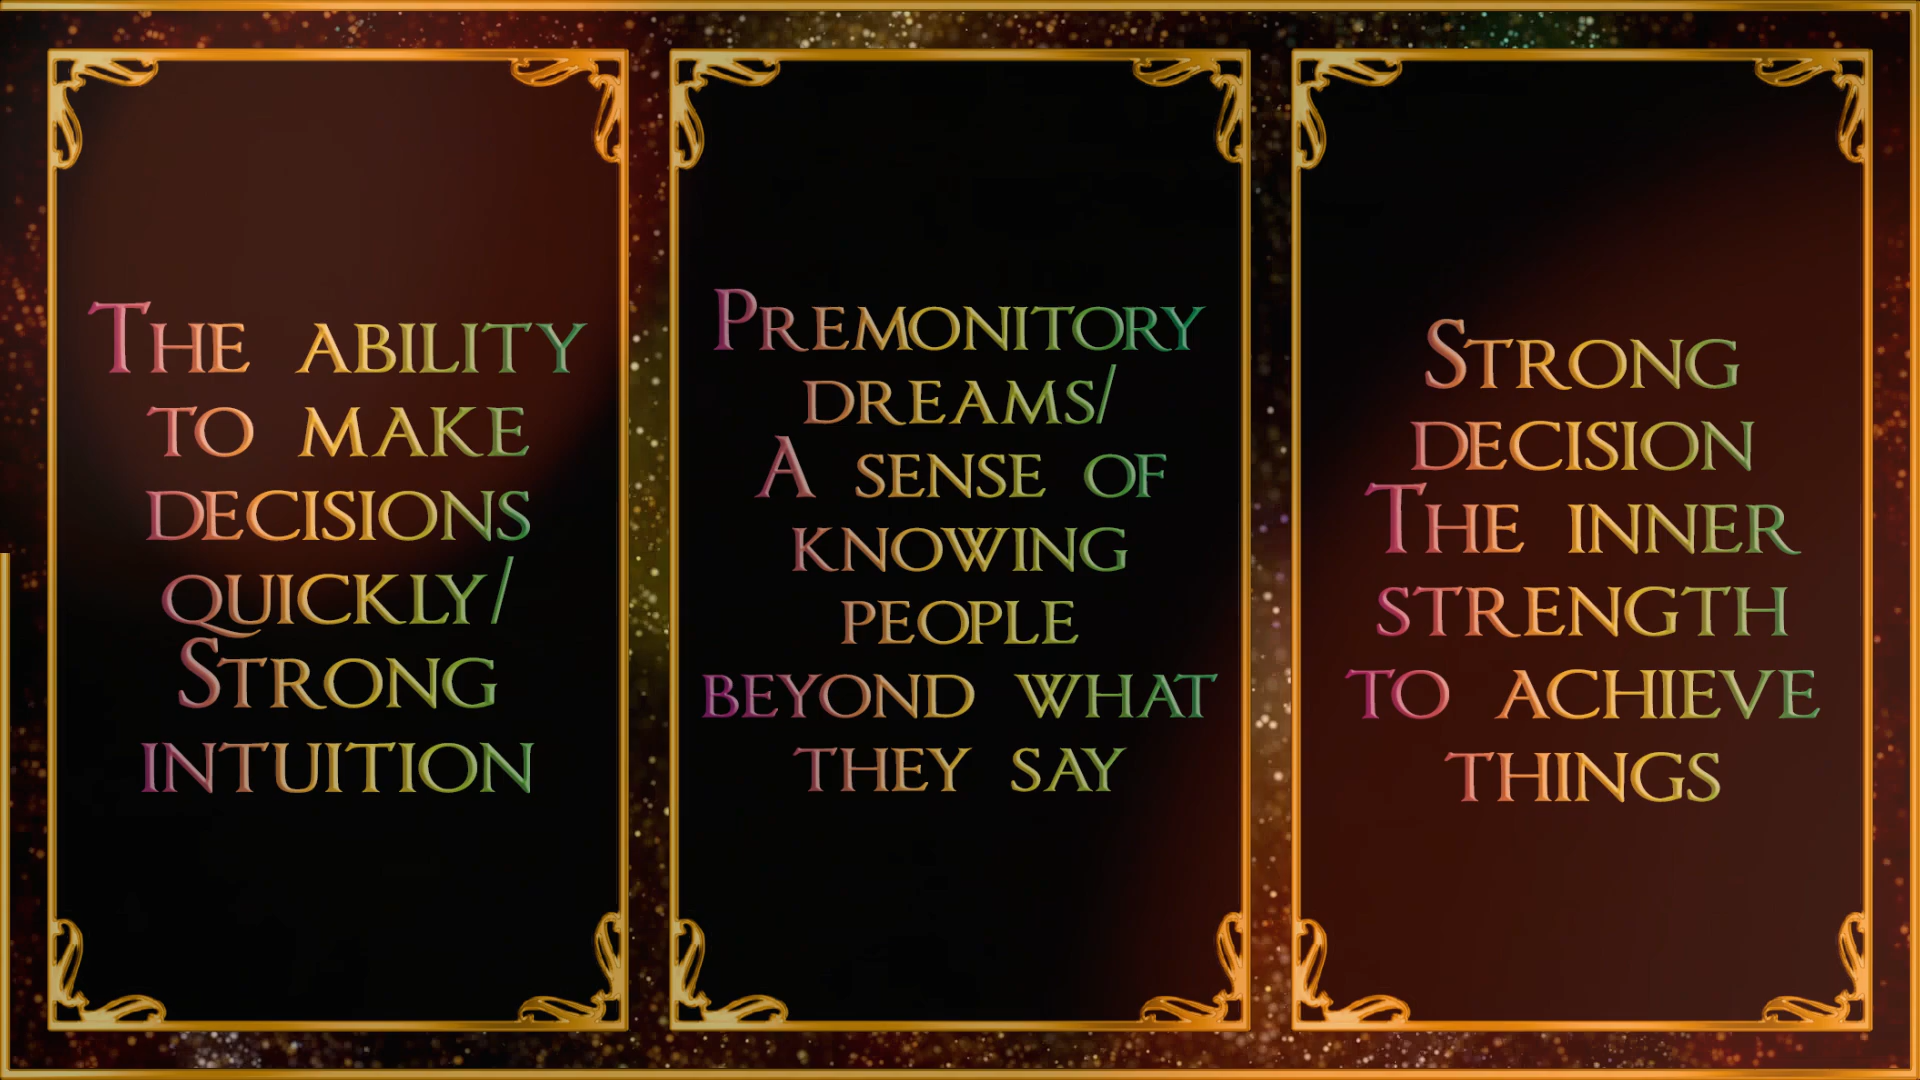 The ability
to make
decisions
quickly/
Strong
intuition
Premonitory
dreams/
A sense of
knowing
people
beyond what
they say
Strong
decision
The inner
strength
to achieve
things